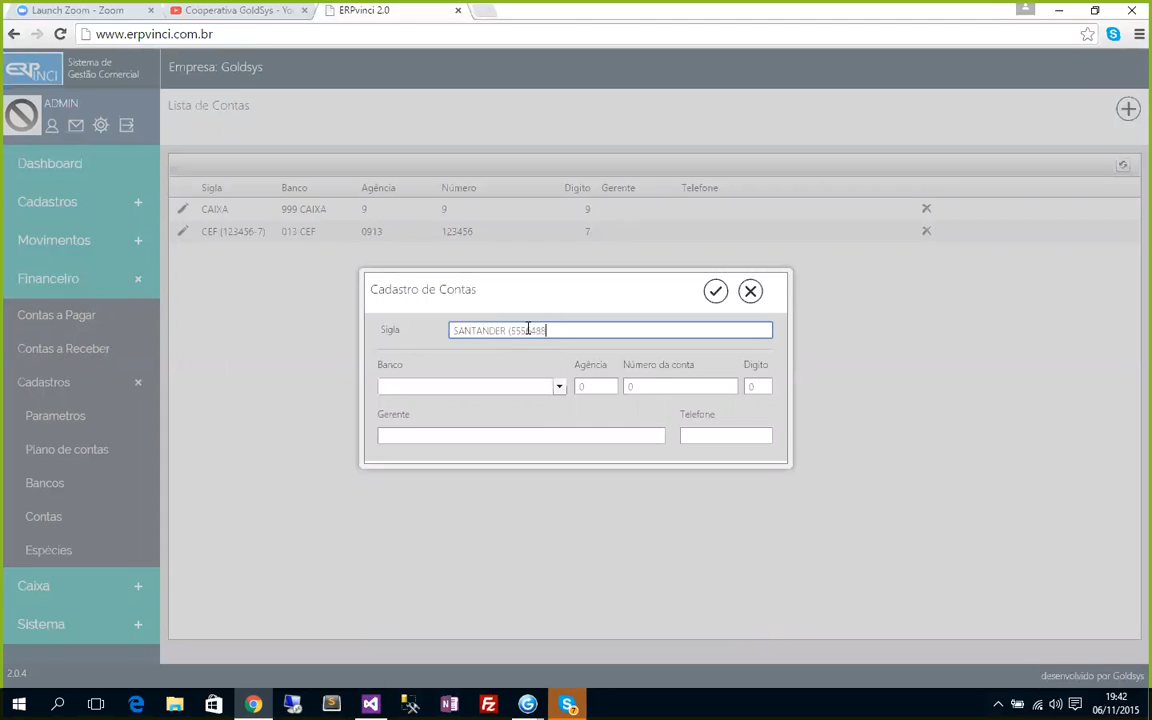 Launch Zoom - Zoom
Cooperativa GoldSys - Yo
ERPvinci 2.0
www.erpvinci.com.br
ERP
INCI
Sistema de
Gestão Comercial
Empresa: Goldsys
ADMIN
Lista de Contas
Dashboard
Cadastros +
Movimentos +
Financeiro ×
Contas a Pagar
Contas a Receber
Cadastros ×
Parametros
Plano de contas
Bancos
Contas
Espécies
Caixa +
Sistema +
Sigla Banco Agência Número Digito Gerente Telefone
CAIXA 999 CAIXA 9 9 9
CEF (123456-7) 013 CEF 0913 123456 7
Cadastro de Contas
Sigla SANTANDER
Banco Agência Número da conta Digito
0 0 0
Gerente Telefone
2.0.4
desenvolvido por Goldsys
19:42
06/11/2015